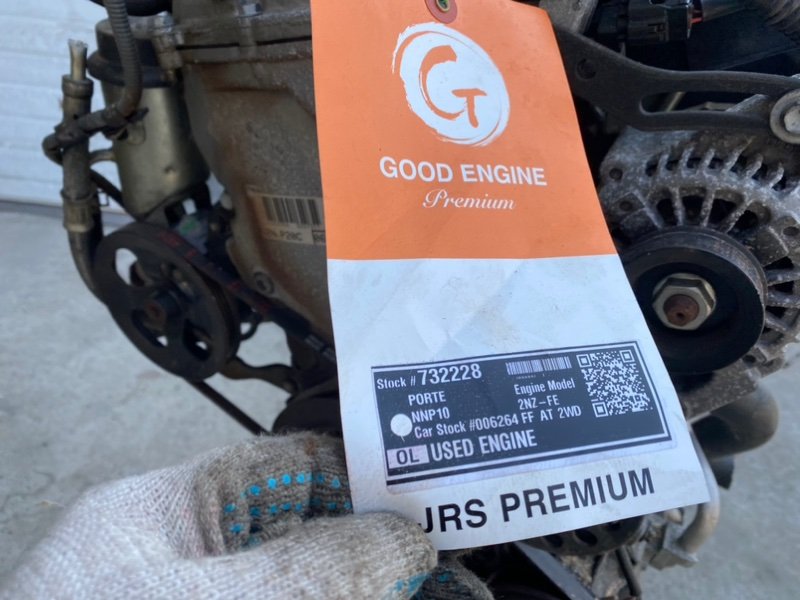 GT
GOOD ENGINE
Premium
Stock # 732228
PORTE
Engine Model
NNP10
2NZ-FE
Car Stock #006264 FF AT 2WD
OL USED ENGINE
JRS PREMIUM